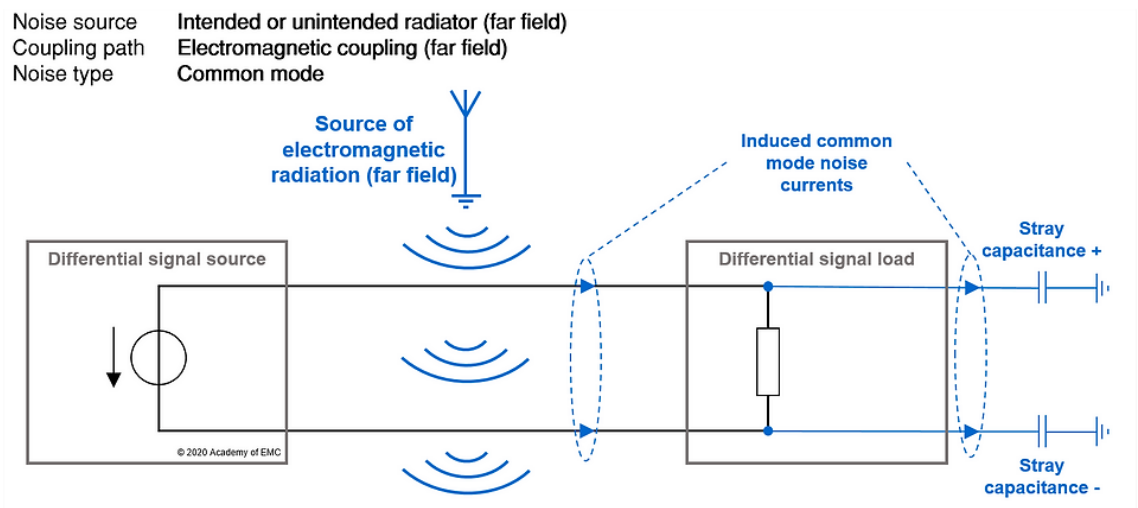 Noise source Intended or unintended radiator (far field)
Coupling path Electromagnetic coupling (far field)
Noise type Common mode
Source of
electromagnetic
radiation (far field)
Induced common
mode noise
currents
Stray
capacitance +
Differential signal source
Differential signal load
© 2020 Academy of EMC
Stray
capacitance -